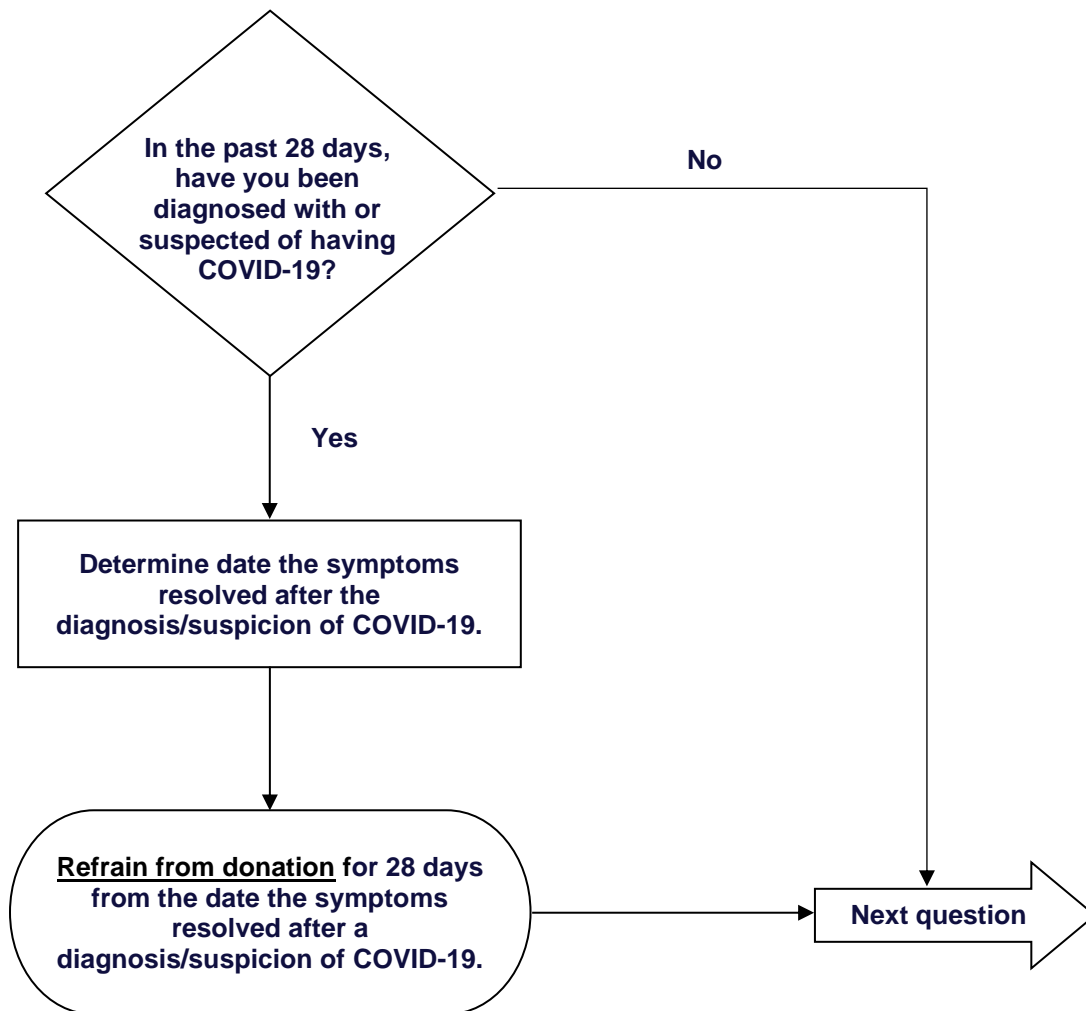 In the past 28 days,
have you been
diagnosed with or
suspected of having
COVID-19?
No
Yes
Determine date the symptoms
resolved after the
diagnosis/suspicion of COVID-19.
Refrain from donation for 28 days
from the date the symptoms
resolved after a
diagnosis/suspicion of COVID-19.
Next question